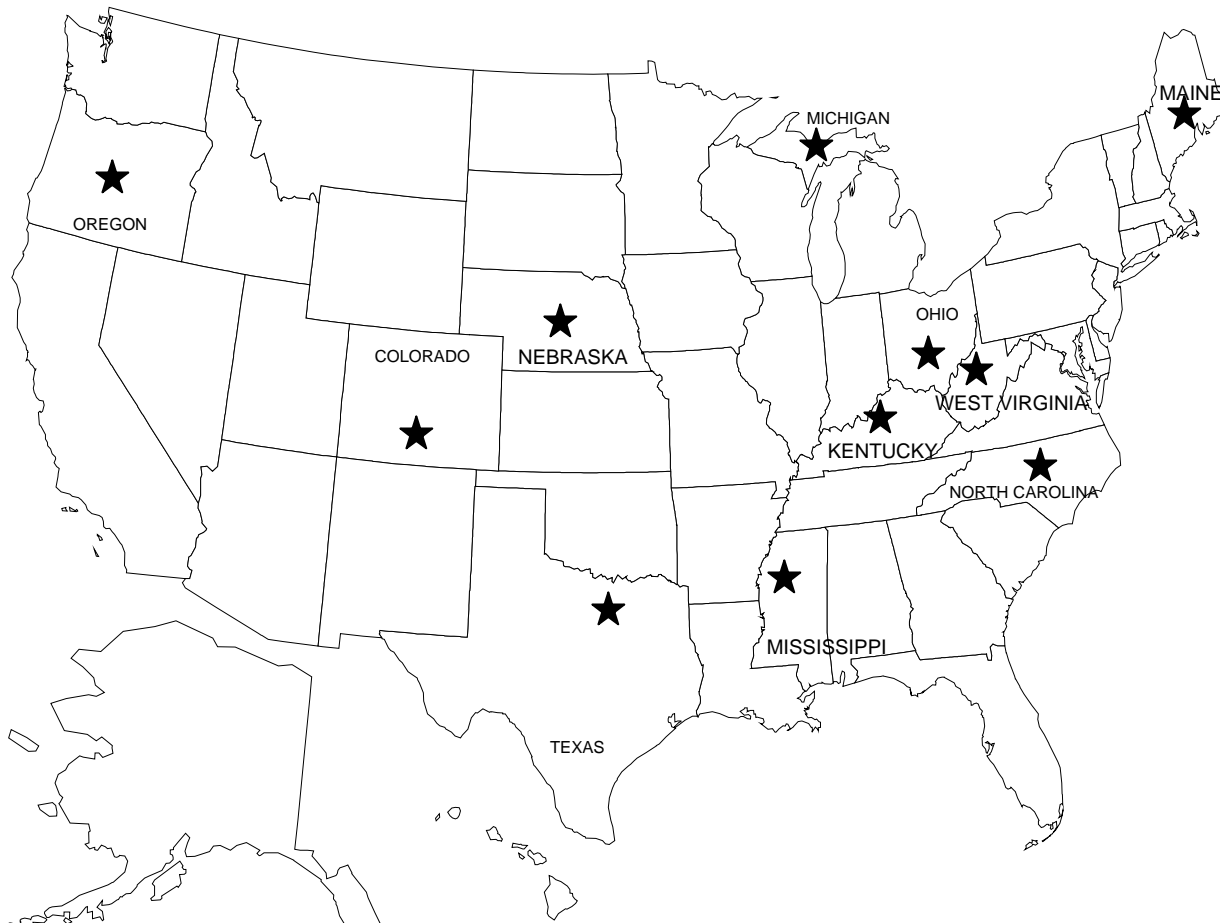 MAINE
MICHIGAN
OREGON
OHIO
COLORADO
NEBRASKA
WEST VIRGINIA
KENTUCKY
NORTH CAROLINA
MISSISSIPPI
TEXAS